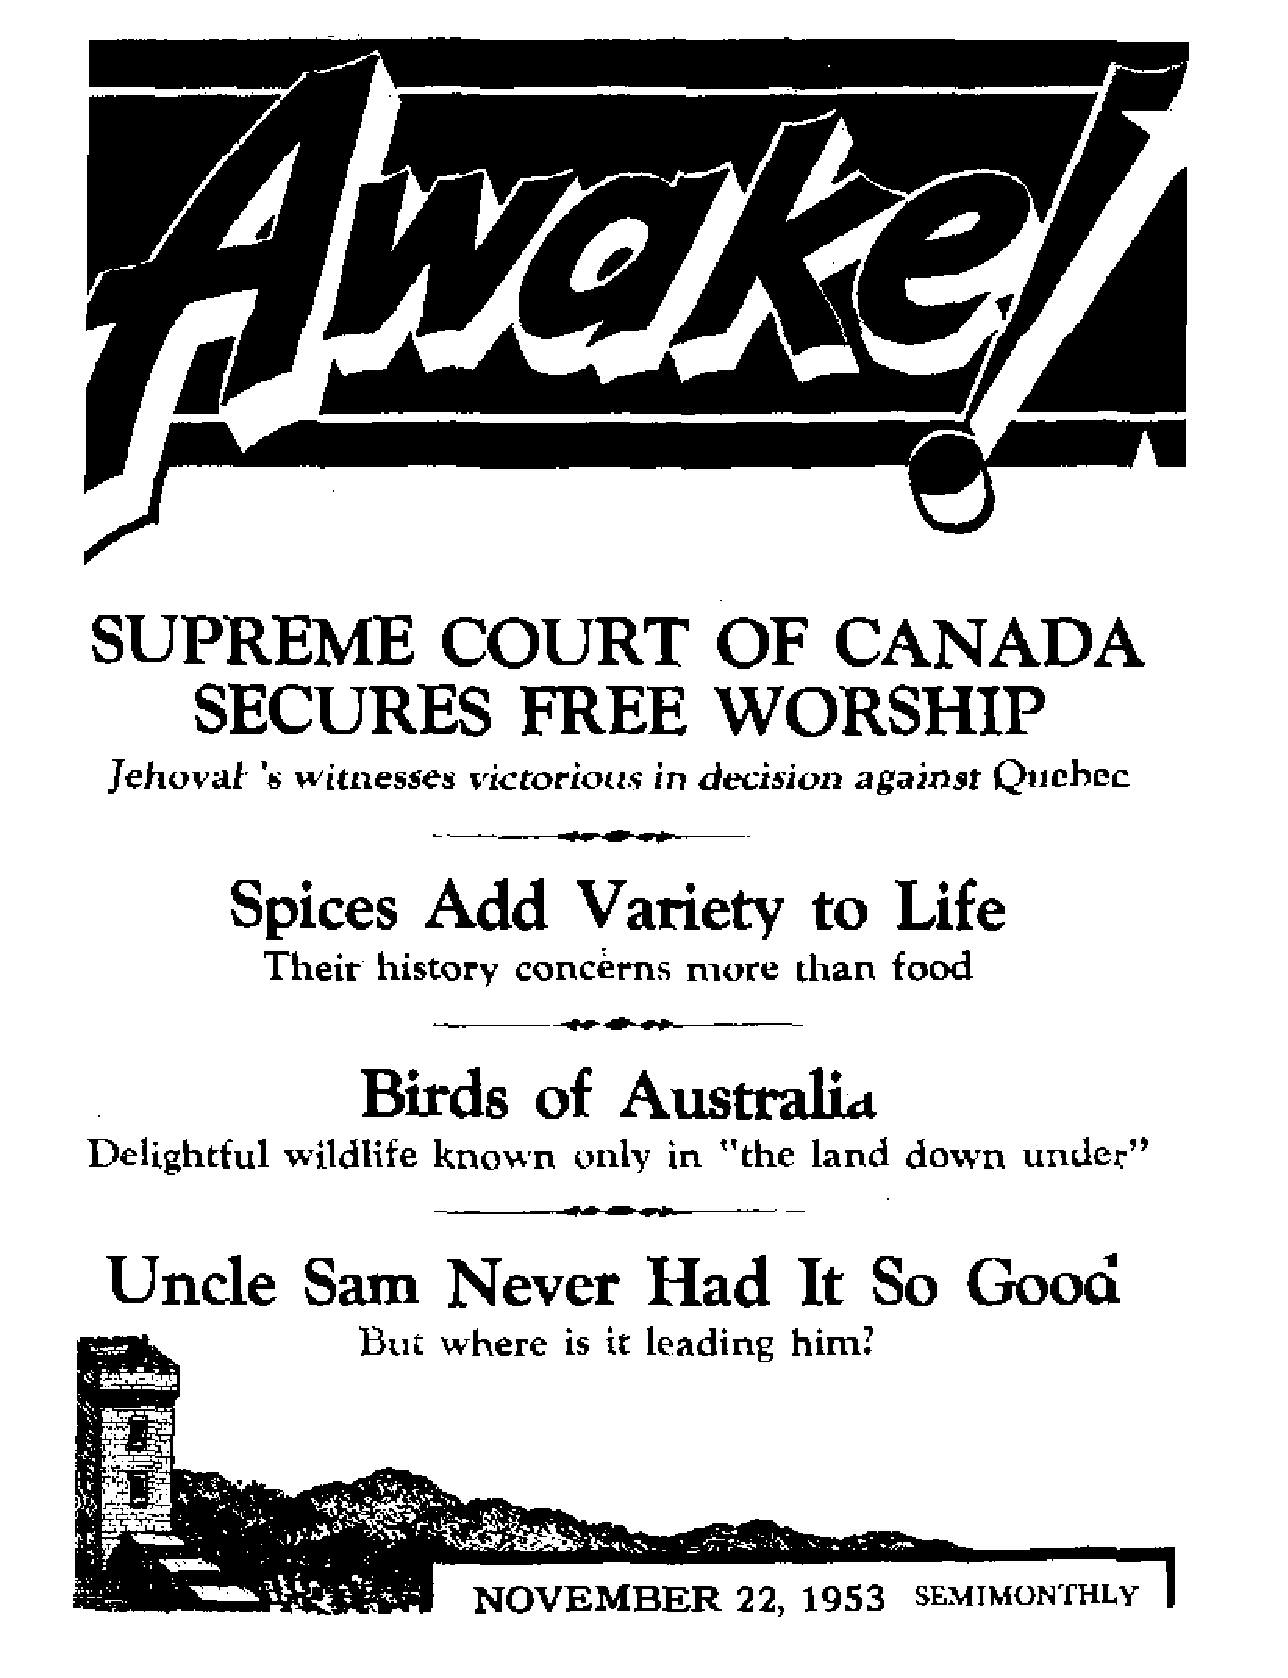 Awake!
SUPREME COURT OF CANADA
SECURES FREE WORSHIP
Jehovah's witnesses victorious in decision against Quebec
Spices Add Variety to Life
Their history concerns more than food
Birds of Australia
Delightful wildlife known only in "the land down under"
Uncle Sam Never Had It So Good
But where is it leading him?
NOVEMBER 22, 1953 SEMIMONTHLY